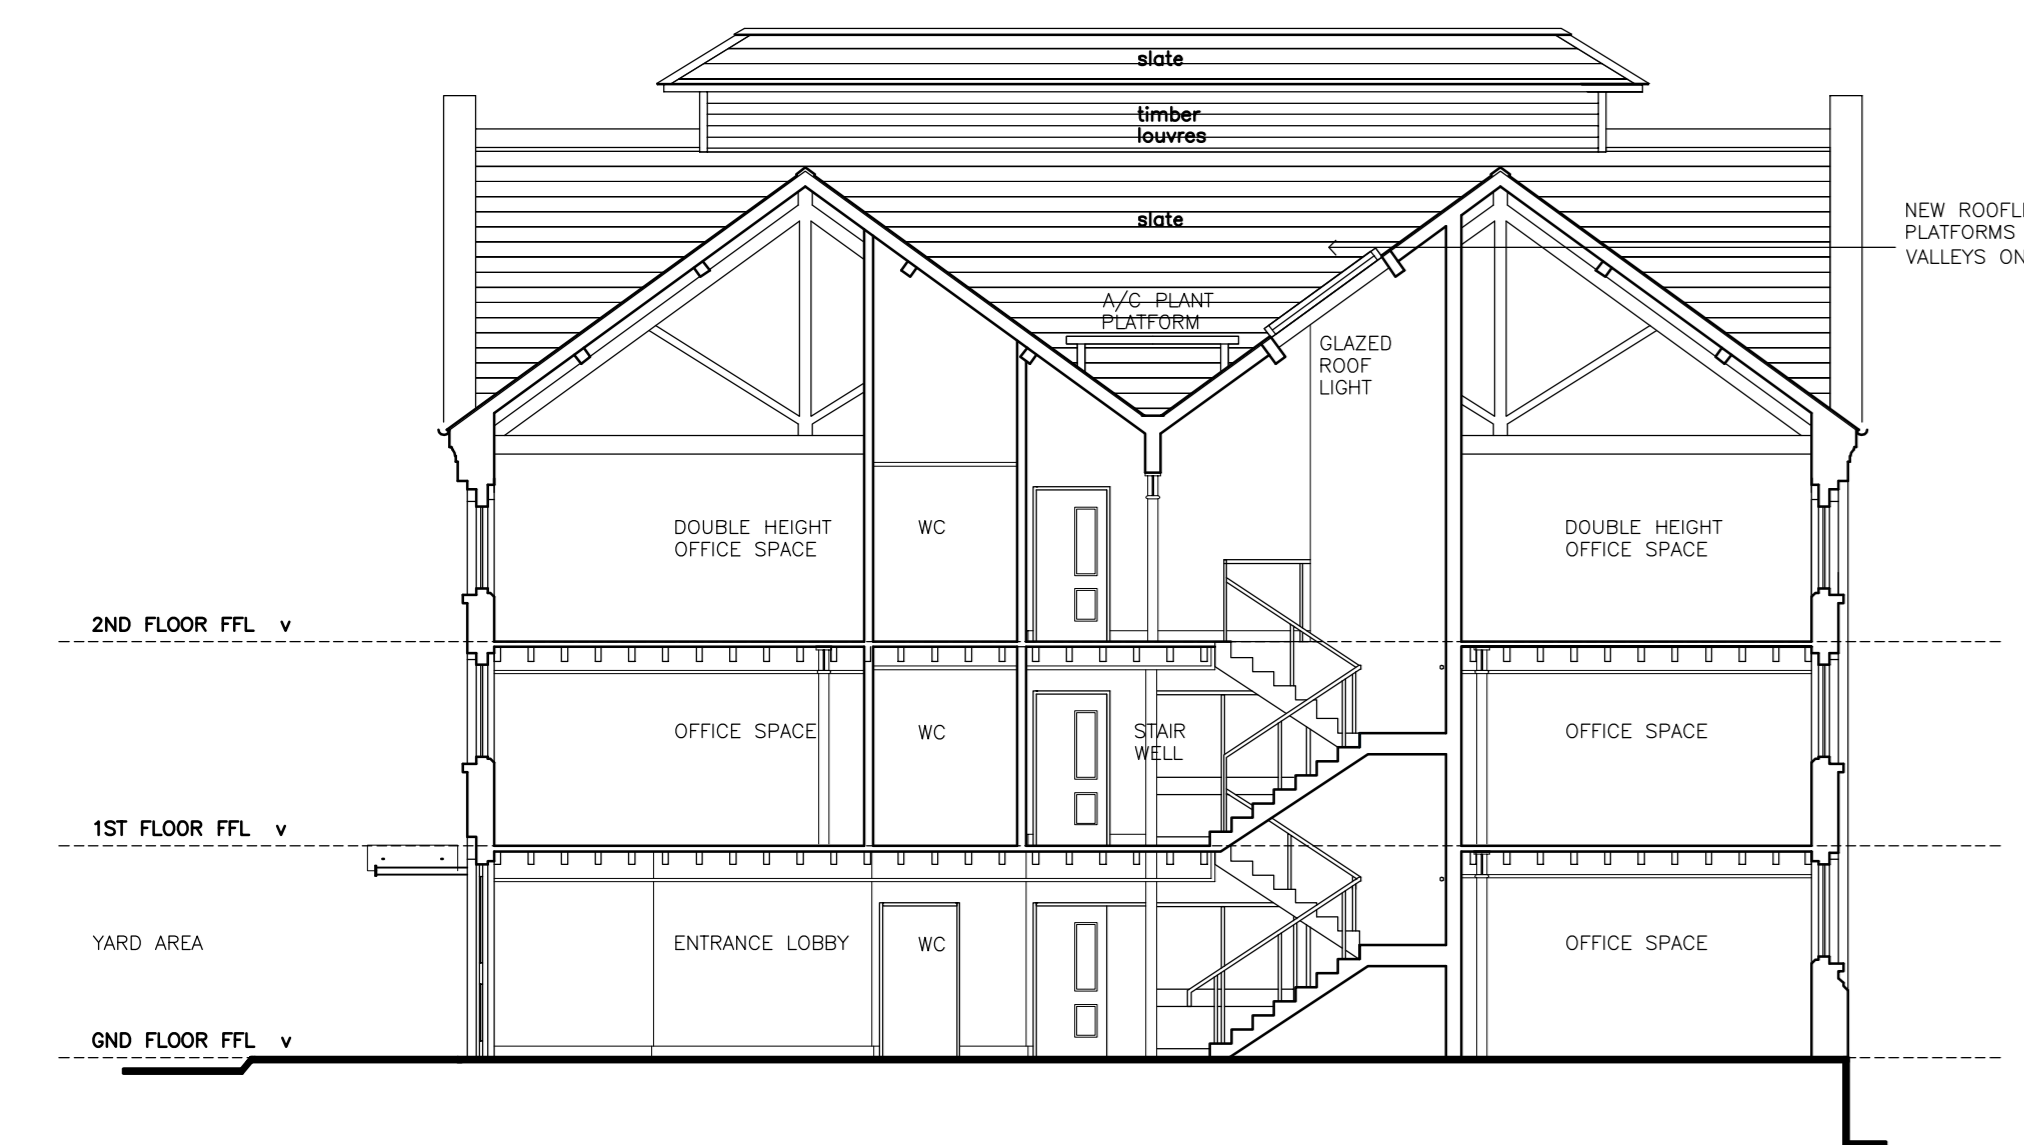 slate
timber
louvres
slate
NEW
PLATFORMS
VALLEYS ON
A/C PLANT
PLATFORM
GLAZED
ROOF
LIGHT
DOUBLE HEIGHT
OFFICE SPACE
WC
DOUBLE HEIGHT
OFFICE SPACE
2ND FLOOR FFL v
OFFICE SPACE
WC
STAIR
WELL
OFFICE SPACE
1ST FLOOR FFL v
YARD AREA
ENTRANCE LOBBY
WC
OFFICE SPACE
GND FLOOR FFL v